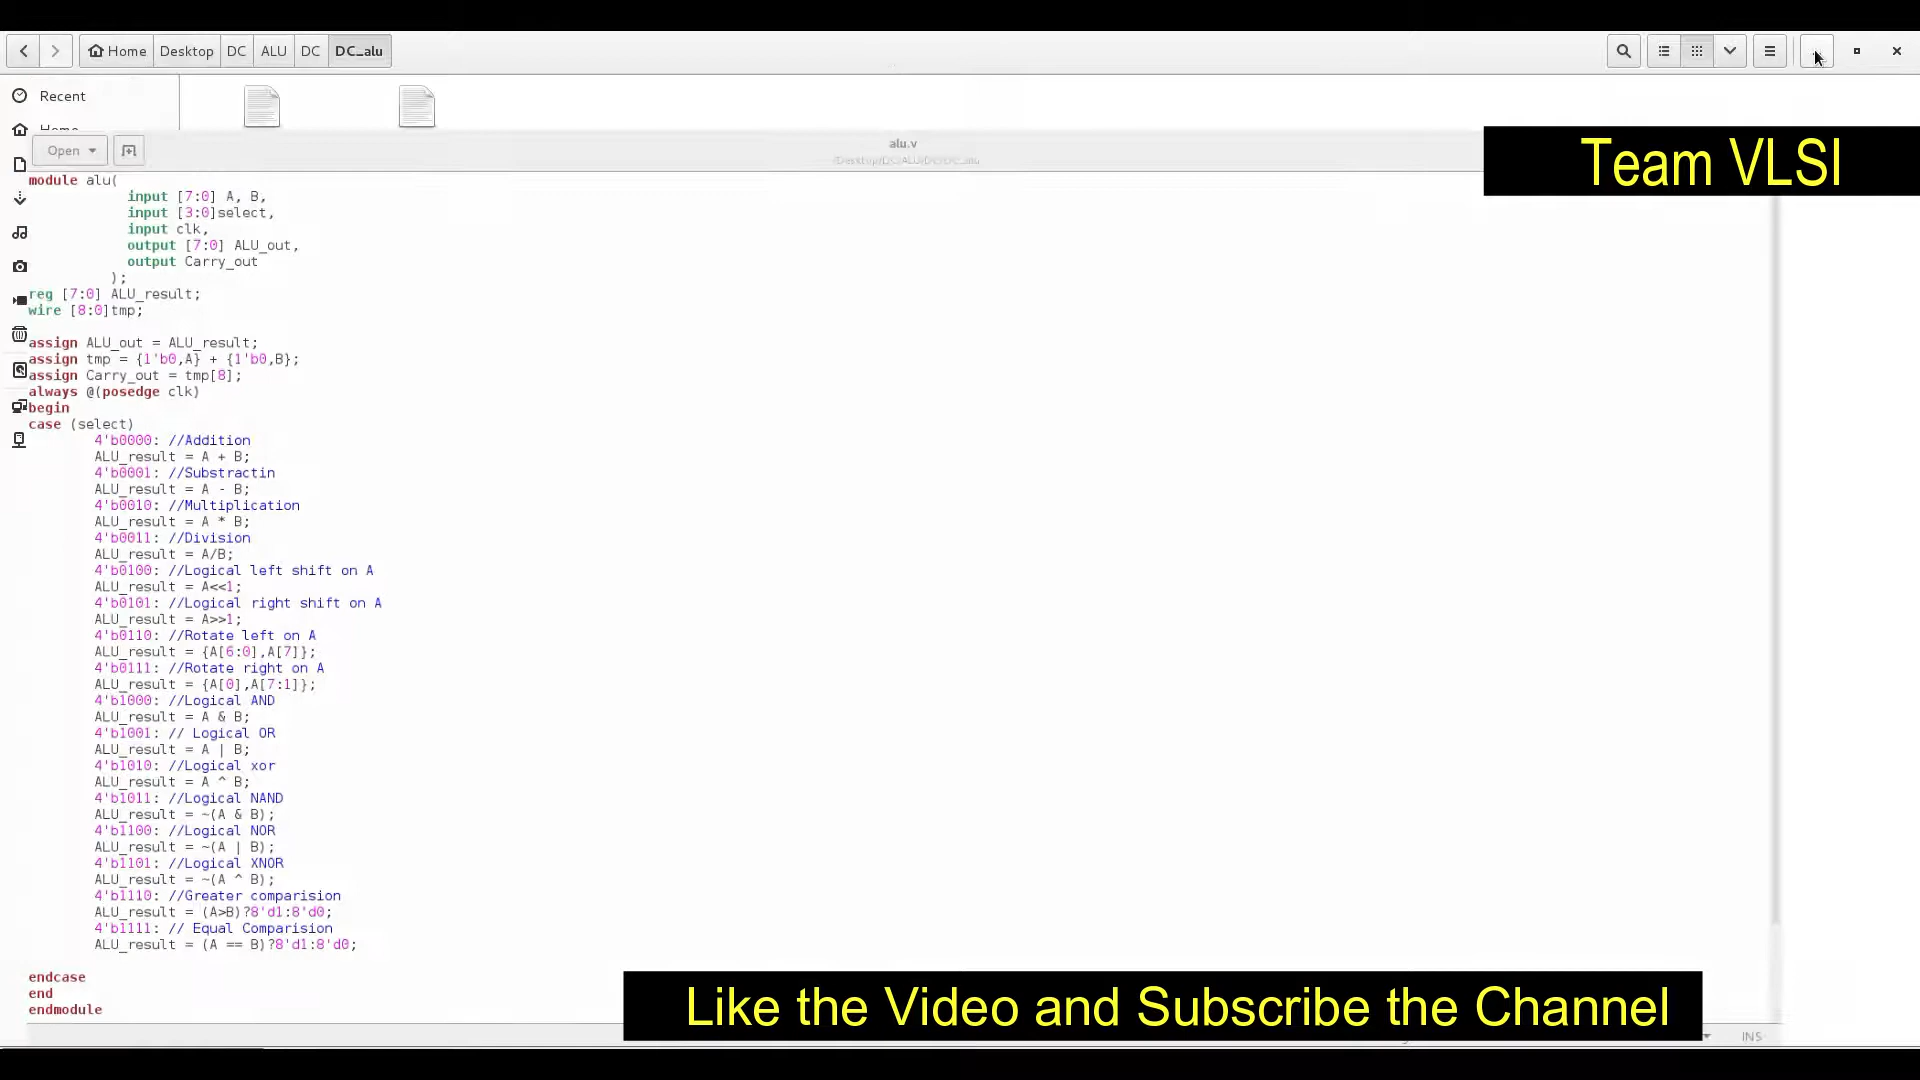 Home Desktop DC ALU DC DC_alu
Recent
Home
Open
alu.v
~/Desktop/DC/ALU/DC/DC_alu
Team VLSI
module alu(
input [7:0] A, B,
input [3:0]select,
input clk,
output [7:0] ALU_out,
output Carry_out
);
reg [7:0] ALU_result;
wire [8:0]tmp;
assign ALU_out = ALU_result;
assign tmp = {1'b0,A} + {1'b0,B};
assign Carry_out = tmp[8];
always @(posedge clk)
begin
case (select)
4'b0000: //Addition
ALU_result = A + B;
4'b0001: //Substractin
ALU_result = A - B;
4'b0010: //Multiplication
ALU_result = A * B;
4'b0011: //Division
ALU_result = A/B;
4'b0100: //Logical left shift on A
ALU_result = A<<1;
4'b0101: //Logical right shift on A
ALU_result = A>>1;
4'b0110: //Rotate left on A
ALU_result = {A[6:0],A[7]};
4'b0111: //Rotate right on A
ALU_result = {A[0],A[7:1]};
4'b1000: //Logical AND
ALU_result = A & B;
4'b1001: // Logical OR
ALU_result = A | B;
4'b1010: //Logical xor
ALU_result = A ^ B;
4'b1011: //Logical NAND
ALU_result = ~(A & B);
4'b1100: //Logical NOR
ALU_result = ~(A | B);
4'b1101: //Logical XNOR
ALU_result = ~(A ^ B);
4'b1110: //Greater comparision
ALU_result = (A>B)?8'd1:8'd0;
4'b1111: // Equal Comparision
ALU_result = (A == B)?8'd1:8'd0;
endcase
end
endmodule
Like the Video and Subscribe the Channel
INS